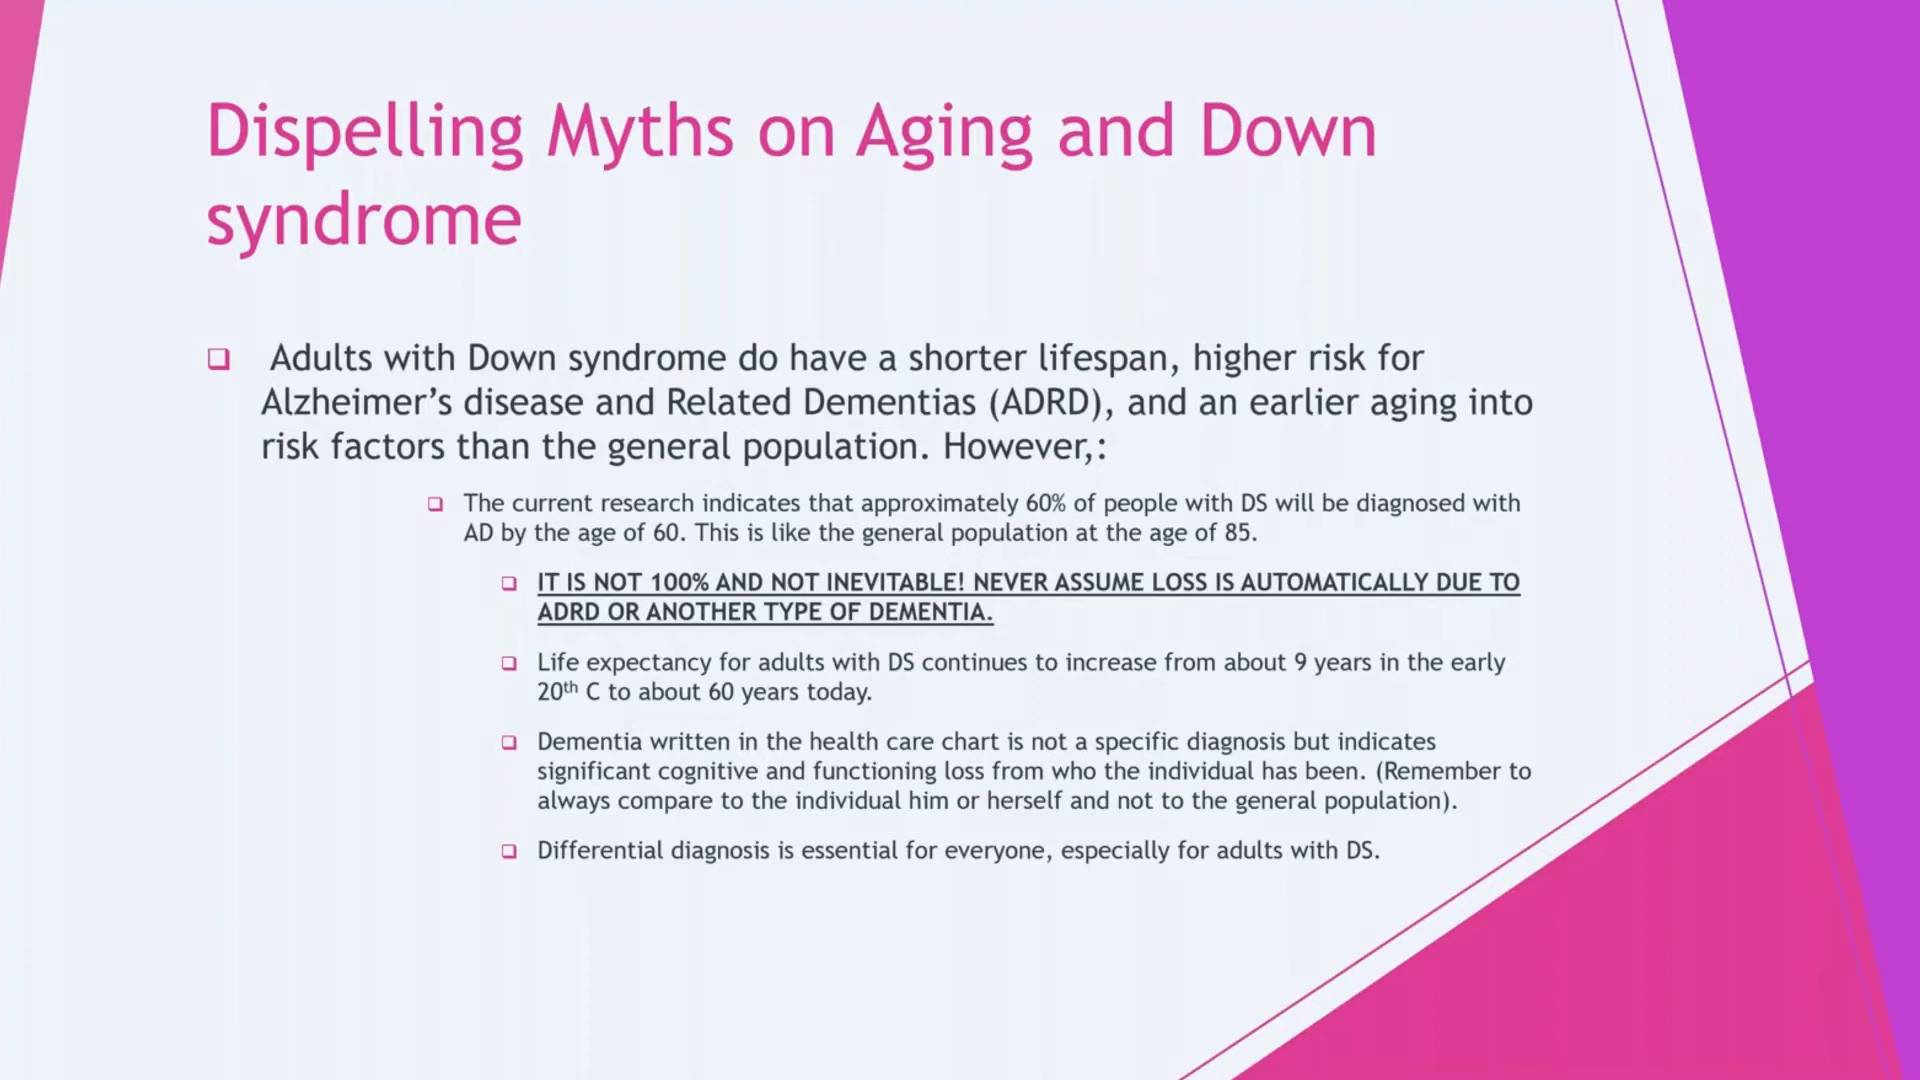 Dispelling Myths on Aging and Down
syndrome
Adults with Down syndrome do have a shorter lifespan, higher risk for
Alzheimer’s disease and Related Dementias (ADRD), and an earlier aging into
risk factors than the general population. However,:
The current research indicates that approximately 60% of people with DS will be diagnosed with
AD by the age of 60. This is like the general population at the age of 85.
IT IS NOT 100% AND NOT INEVITABLE! NEVER ASSUME LOSS IS AUTOMATICALLY DUE TO
ADRD OR ANOTHER TYPE OF DEMENTIA.
Life expectancy for adults with DS continues to increase from about 9 years in the early
20th C to about 60 years today.
Dementia written in the health care chart is not a specific diagnosis but indicates
significant cognitive and functioning loss from who the individual has been. (Remember to
always compare to the individual him or herself and not to the general population).
Differential diagnosis is essential for everyone, especially for adults with DS.